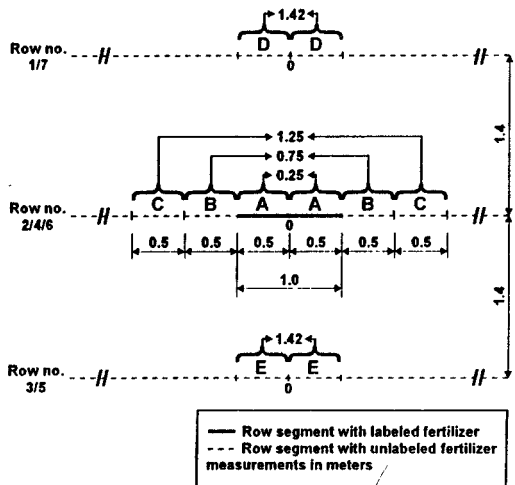 1.42
D D
Row no.
1/7
0
1.25
0.75
0.25
C B A A B C
Row no.
2/4/6
0
0.5 0.5 0.5 0.5 0.5 0.5
1.0
1.4
1.4
1.42
E E
Row no.
3/5
0
Row segment with labeled fertilizer
Row segment with unlabeled fertilizer
measurements in meters